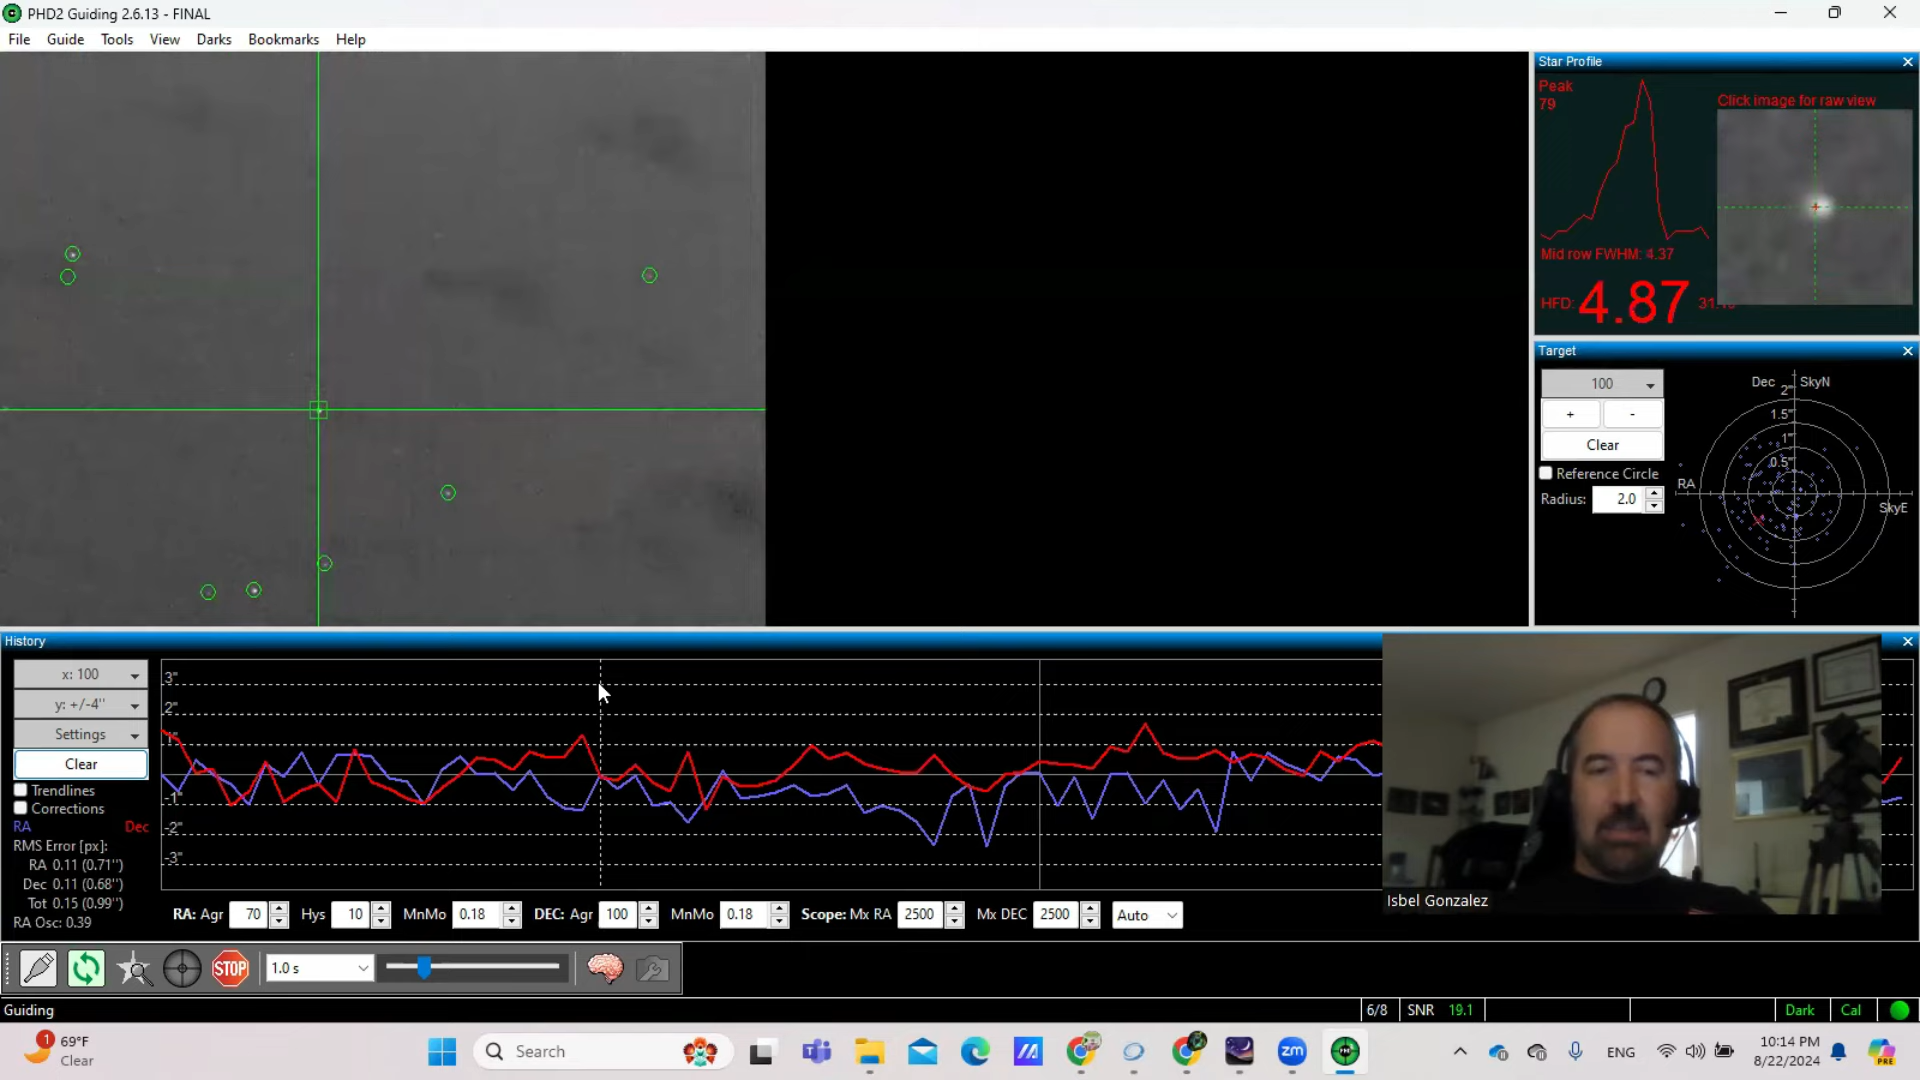 PHD2 Guiding 2.6.13 - FINAL
File Guide Tools View Darks Bookmarks Help
Star Profile
Peak
79
Click image for raw view
Mid row FWHM: 4.37
HFD: 4.87
Target
100
+ -
Clear
Reference Circle
Radius: 2.0
Dec SkyN
2"
1.5"
1"
0.5"
RA
SkyE
History
x: 100
y: +/-4"
Settings
Clear
Trendlines
Corrections
RA Dec
RMS Error [px]:
RA 0.11 (0.71")
Dec 0.11 (0.68")
Tot 0.15 (0.99")
RA Osc: 0.39
3"
2"
1"
-1"
-2"
-3"
RA: Agr 70 Hys 10 MnMo 0.18 DEC: Agr 100 MnMo 0.18 Scope: Mx RA 2500 Mx DEC 2500 Auto
Isbel Gonzalez
STOP
1.0 s
Guiding
6/8 SNR 19.1 Dark Cal
1
69°F
Clear
Search
zm
ENG
10:14 PM
8/22/2024
PRE